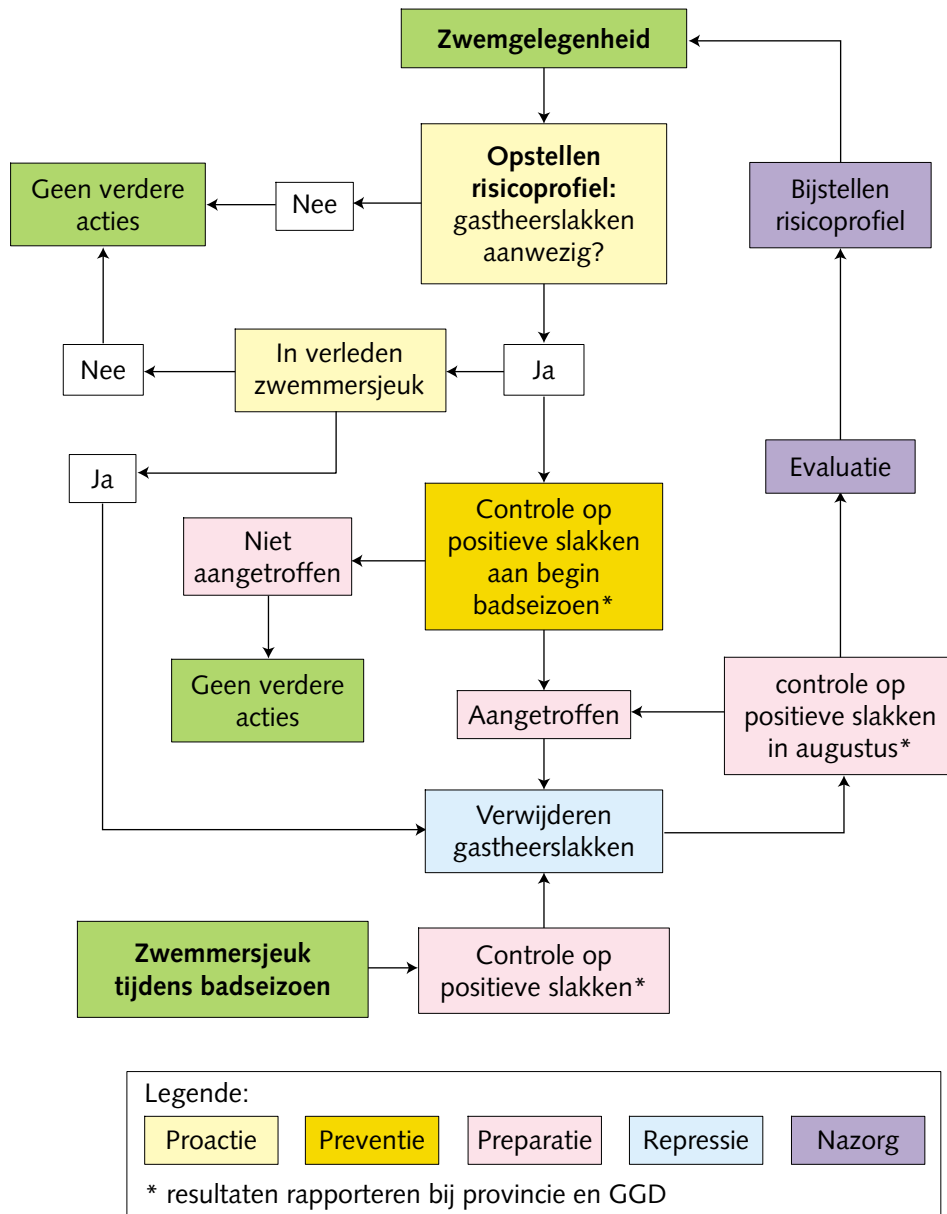 Zwemgelegenheid
Opstellen
risicoprofiel:
gastheerslakken
aanwezig?
Nee
Geen verdere
acties
Bijstellen
risicoprofiel
Ja
In verleden
zwemmersjeuk
Nee
Ja
Evaluatie
Controle op
positieve slakken
aan begin
badseizoen*
Niet
aangetroffen
Geen verdere
acties
Aangetroffen
controle op
positieve slakken
in augustus*
Verwijderen
gastheerslakken
Zwemmersjeuk
tijdens badseizoen
Controle op
positieve slakken*
Legende:
Proactie
Preventie
Preparatie
Repressie
Nazorg
* resultaten rapporteren bij provincie en GGD